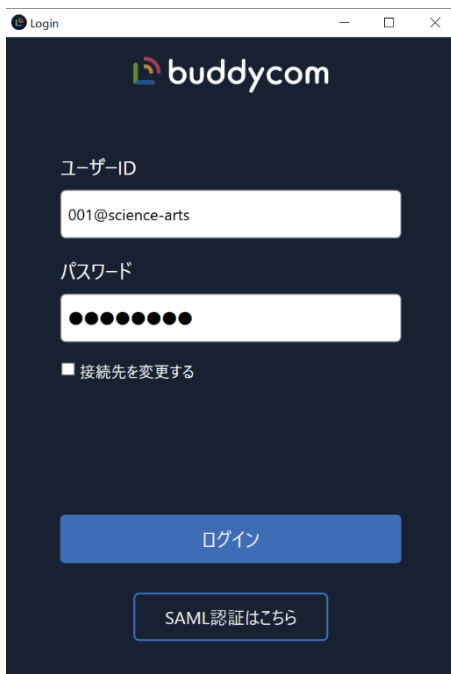 Login
buddycom
ユーザーID
001@science-arts
パスワード
●●●●●●●●
接続先を変更する
ログイン
SAML認証はこちら